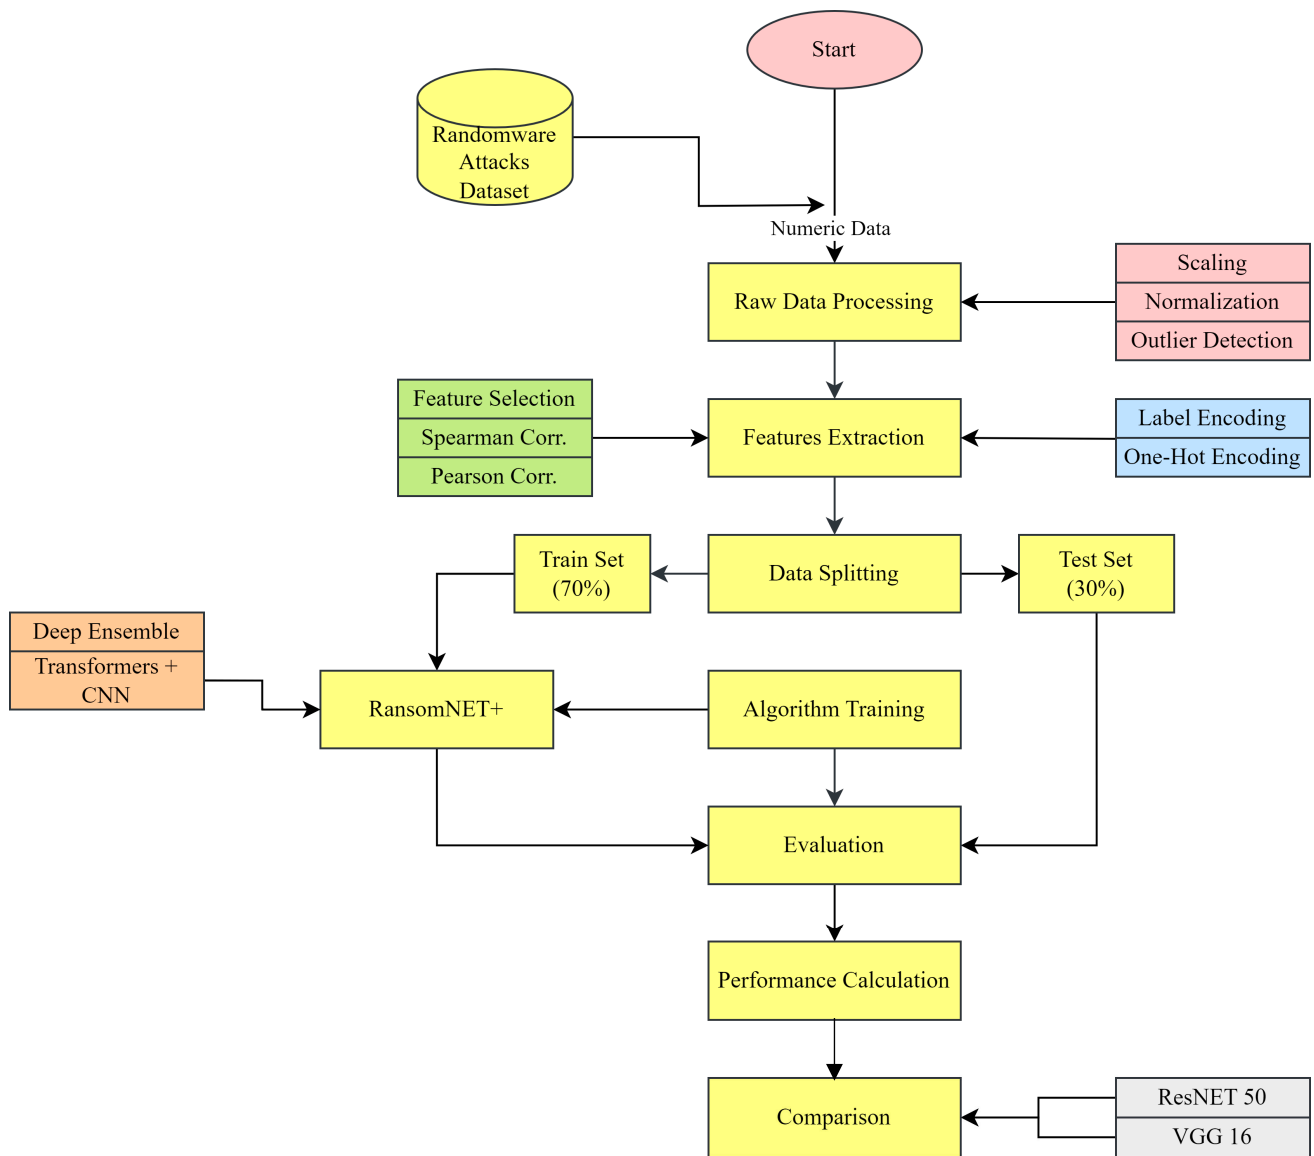 Start
Randomware
Attacks
Dataset
Numeric Data
Raw Data Processing
Scaling
Normalization
Outlier Detection
Feature Selection
Spearman Corr.
Pearson Corr.
Features Extraction
Label Encoding
One-Hot Encoding
Train Set
(70%)
Data Splitting
Test Set
(30%)
Deep Ensemble
Transformers +
CNN
RansomNET+
Algorithm Training
Evaluation
Performance Calculation
Comparison
ResNET 50
VGG 16